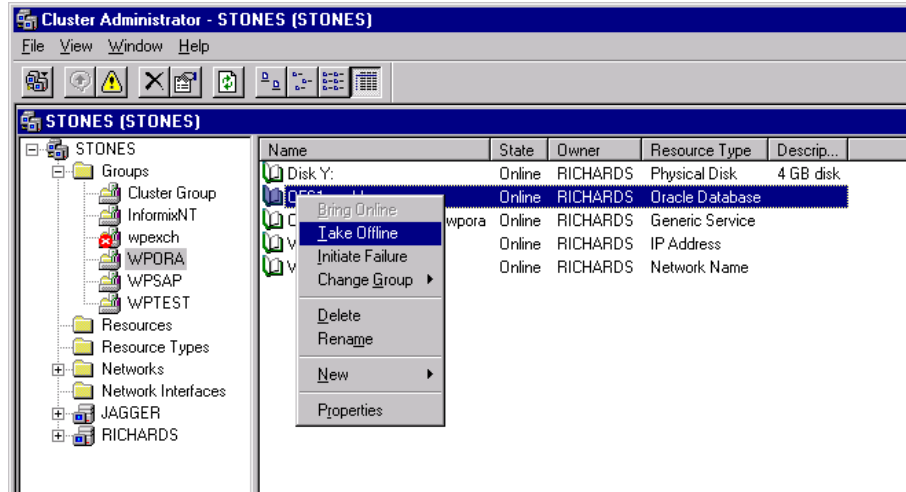 Cluster Administrator - STONES (STONES)
File View Window Help
STONES (STONES)
STONES
Groups
Cluster Group
InformixNT
wpexch
WPORA
WPSAP
WPTEST
Resources
Resource Types
Networks
Network Interfaces
JAGGER
RICHARDS
Name State Owner Resource Type Descrip...
Disk Y: Online RICHARDS Physical Disk 4 GB disk
Online RICHARDS Oracle Database
wpora Online RICHARDS Generic Service
Online RICHARDS IP Address
Online RICHARDS Network Name
Bring Online
Take Offline
Initiate Failure
Change Group
Delete
Rename
New
Properties